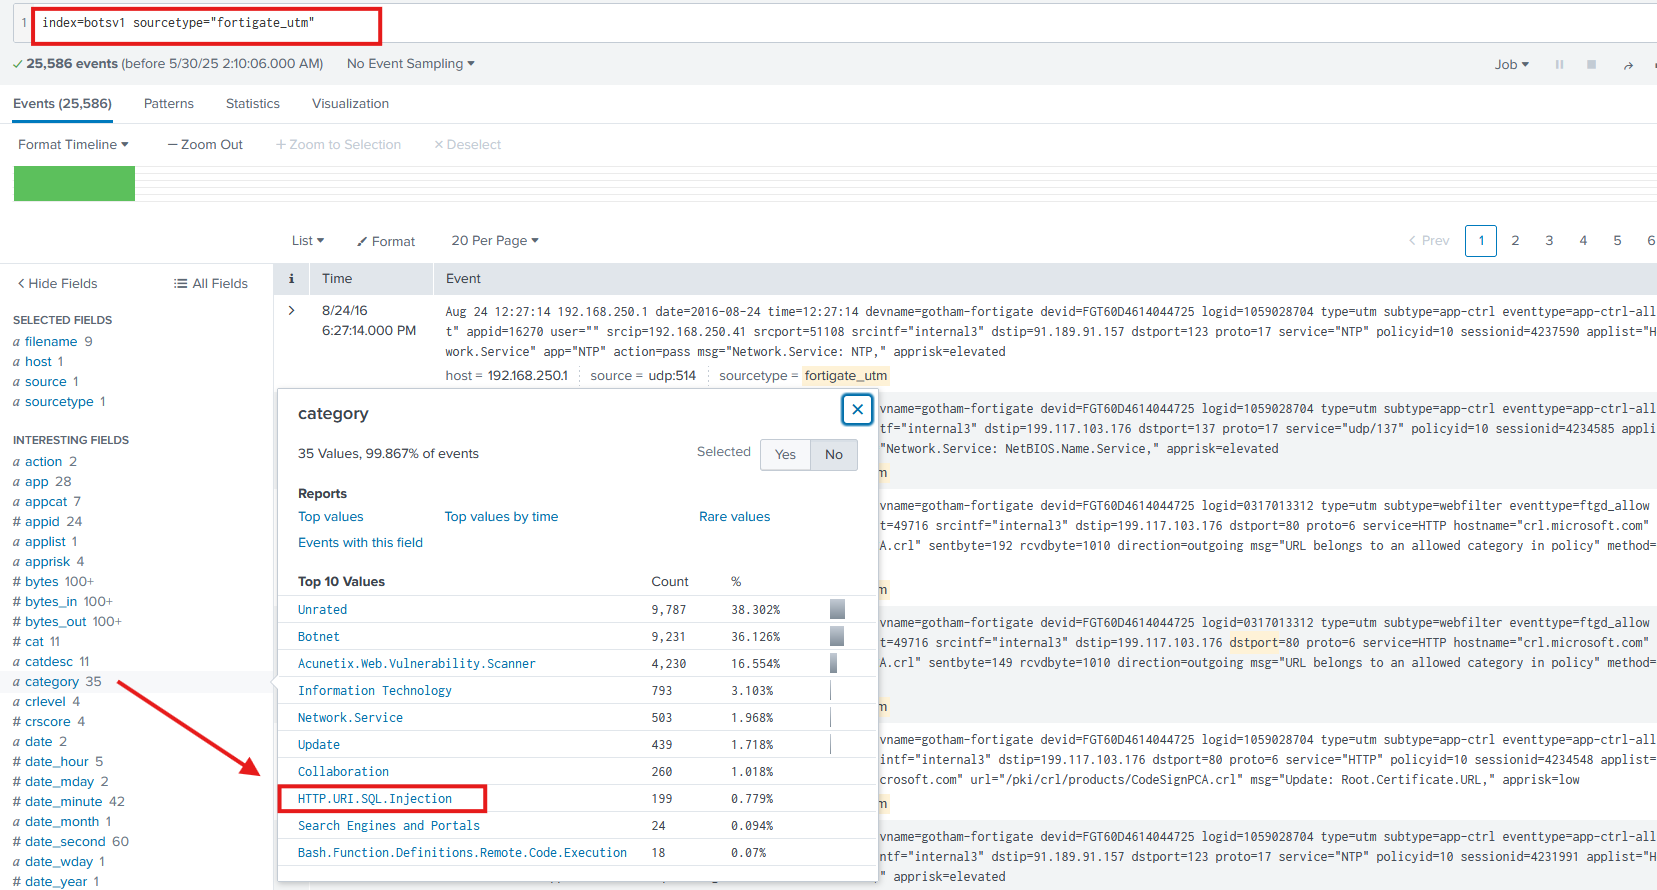 1 index=botsv1 sourcetype="fortigate_utm"
25,586 events (before 5/30/25 2:10:06.000 AM) No Event Sampling Job
Events (25,586) Patterns Statistics Visualization
Format Timeline — Zoom Out + Zoom to Selection × Deselect
List Format 20 Per Page < Prev 1 2 3 4 5 6
< Hide Fields All Fields i Time Event
SELECTED FIELDS
a filename 9
a host 1
a source 1
a sourcetype 1
INTERESTING FIELDS
a action 2
a app 28
a appcat 7
# appid 24
a applist 1
a apprisk 4
# bytes 100+
# bytes_in 100+
# bytes_out 100+
# cat 11
a catdesc 11
a category 35
a crlevel 4
# crscore 4
a date 2
# date_hour 5
# date_mday 2
# date_minute 42
a date_month 1
# date_second 60
a date_wday 1
# date_year 1
> 8/24/16
6:27:14.000 PM
Aug 24 12:27:14 192.168.250.1 date=2016-08-24 time=12:27:14 devname=gotham-fortigate devid=FGT60D4614044725 logid=1059028704 type=utm subtype=app-ctrl eventtype=app-ctrl-all
t" appid=16270 user="" srcip=192.168.250.41 srcport=51108 srcintf="internal3" dstip=91.189.91.157 dstport=123 proto=17 service="NTP" policyid=10 sessionid=4237590 applist="H
work.Service" app="NTP" action=pass msg="Network.Service: NTP," apprisk=elevated
host = 192.168.250.1 source = udp:514 sourcetype = fortigate_utm
category ×
35 Values, 99.867% of events Selected Yes No
Reports
Top values Top values by time Rare values
Events with this field
Top 10 Values Count %
Unrated 9,787 38.302%
Botnet 9,231 36.126%
Acunetix.Web.Vulnerability.Scanner 4,230 16.554%
Information Technology 793 3.103%
Network.Service 503 1.968%
Update 439 1.718%
Collaboration 260 1.018%
HTTP.URI.SQL.Injection 199 0.779%
Search Engines and Portals 24 0.094%
Bash.Function.Definitions.Remote.Code.Execution 18 0.07%
vname=gotham-fortigate devid=FGT60D4614044725 logid=1059028704 type=utm subtype=app-ctrl eventtype=app-ctrl-all
tf="internal3" dstip=199.117.103.176 dstport=137 proto=17 service="udp/137" policyid=10 sessionid=4234585 appli
"Network.Service: NetBIOS.Name.Service," apprisk=elevated
m
vname=gotham-fortigate devid=FGT60D4614044725 logid=0317013312 type=utm subtype=webfilter eventtype=ftgd_allow
t=49716 srcintf="internal3" dstip=199.117.103.176 dstport=80 proto=6 service=HTTP hostname="crl.microsoft.com"
A.crl" sentbyte=192 rcvdbyte=1010 direction=outgoing msg="URL belongs to an allowed category in policy" method=
m
vname=gotham-fortigate devid=FGT60D4614044725 logid=0317013312 type=utm subtype=webfilter eventtype=ftgd_allow
t=49716 srcintf="internal3" dstip=199.117.103.176 dstport=80 proto=6 service=HTTP hostname="crl.microsoft.com"
A.crl" sentbyte=149 rcvdbyte=1010 direction=outgoing msg="URL belongs to an allowed category in policy" method=
m
vname=gotham-fortigate devid=FGT60D4614044725 logid=1059028704 type=utm subtype=app-ctrl eventtype=app-ctrl-all
intf="internal3" dstip=199.117.103.176 dstport=80 proto=6 service="HTTP" policyid=10 sessionid=4234548 applist=
crosoft.com" url="/pki/crl/products/CodeSignPCA.crl" msg="Update: Root.Certificate.URL," apprisk=low
m
vname=gotham-fortigate devid=FGT60D4614044725 logid=1059028704 type=utm subtype=app-ctrl eventtype=app-ctrl-all
ntf="internal3" dstip=91.189.91.157 dstport=123 proto=17 service="NTP" policyid=10 sessionid=4231991 applist="H
" apprisk=elevated